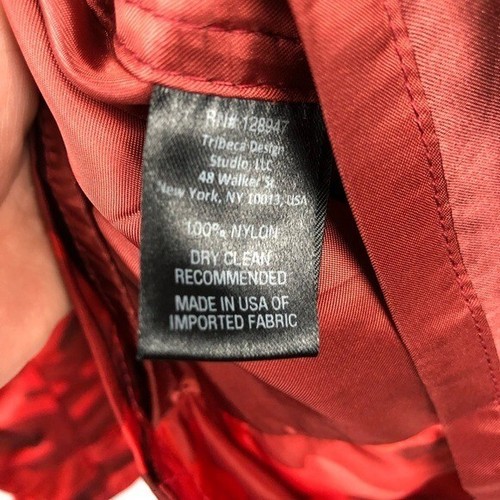 RN# 128947
Tribeca Design
Studio, LLC
48 Walker St.
New York, NY 10013, USA
100% NYLON
DRY CLEAN
RECOMMENDED
MADE IN USA OF
IMPORTED FABRIC